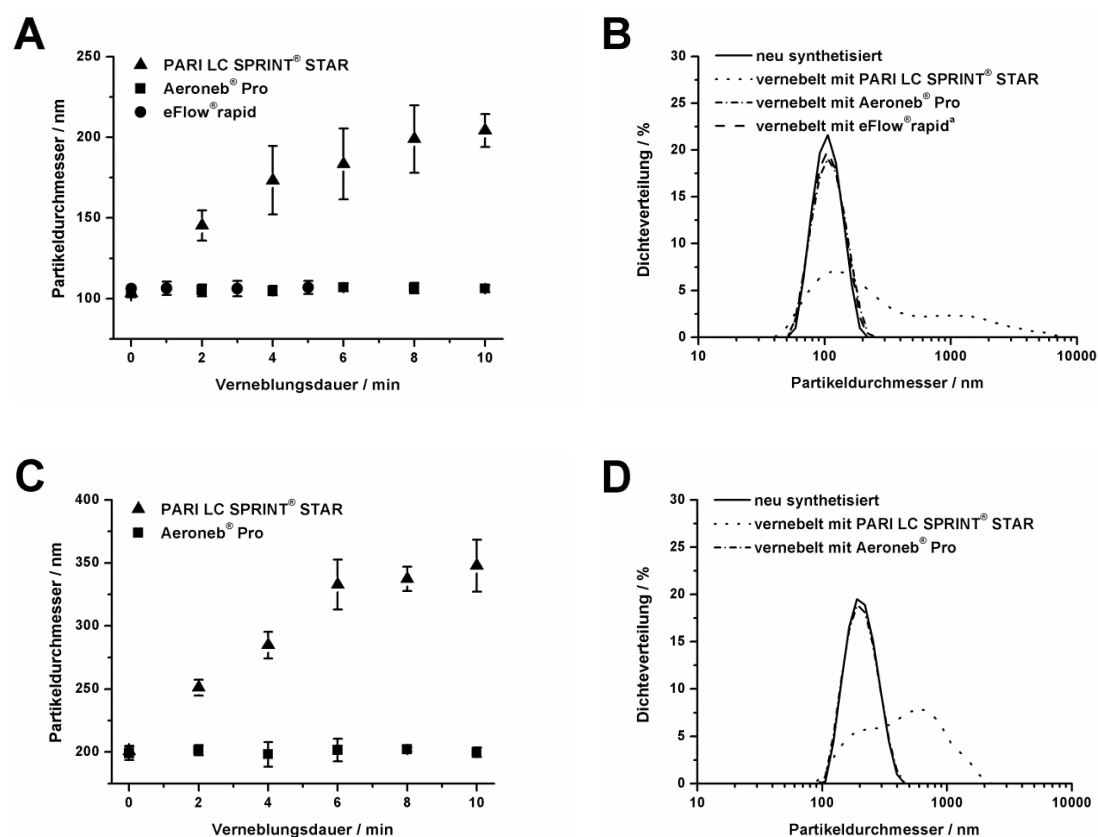 A
250
200
150
100
PARI LC SPRINT® STAR
Aeroneb® Pro
eFlow®rapid
Partikeldurchmesser / nm
0 2 4 6 8 10
Verneblungsdauer / min
B
30
25
20
15
10
5
0
neu synthetisiert
vernebelt mit PARI LC SPRINT® STAR
vernebelt mit Aeroneb® Pro
vernebelt mit eFlow®rapidᵃ
Dichteverteilung / %
10 100 1000 10000
Partikeldurchmesser / nm
C
400
350
300
250
200
PARI LC SPRINT® STAR
Aeroneb® Pro
Partikeldurchmesser / nm
0 2 4 6 8 10
Verneblungsdauer / min
D
30
25
20
15
10
5
0
neu synthetisiert
vernebelt mit PARI LC SPRINT® STAR
vernebelt mit Aeroneb® Pro
Dichteverteilung / %
10 100 1000 10000
Partikeldurchmesser / nm